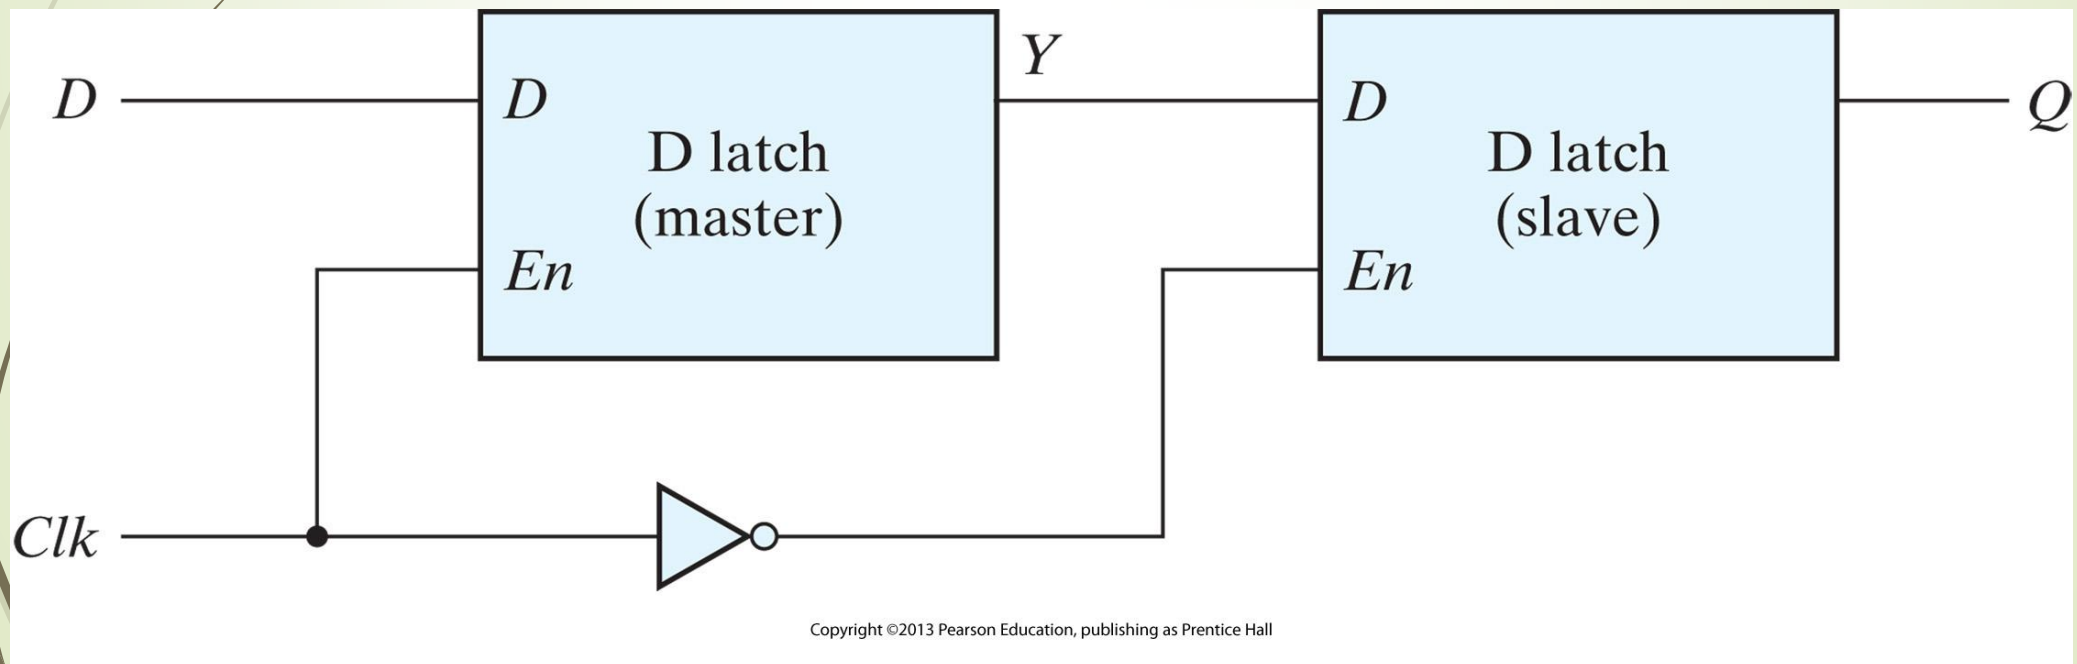 Y
D
D
D
Q
D latch
(master)
D latch
(slave)
En
En
Clk
Copyright ©2013 Pearson Education, publishing as Prentice Hall